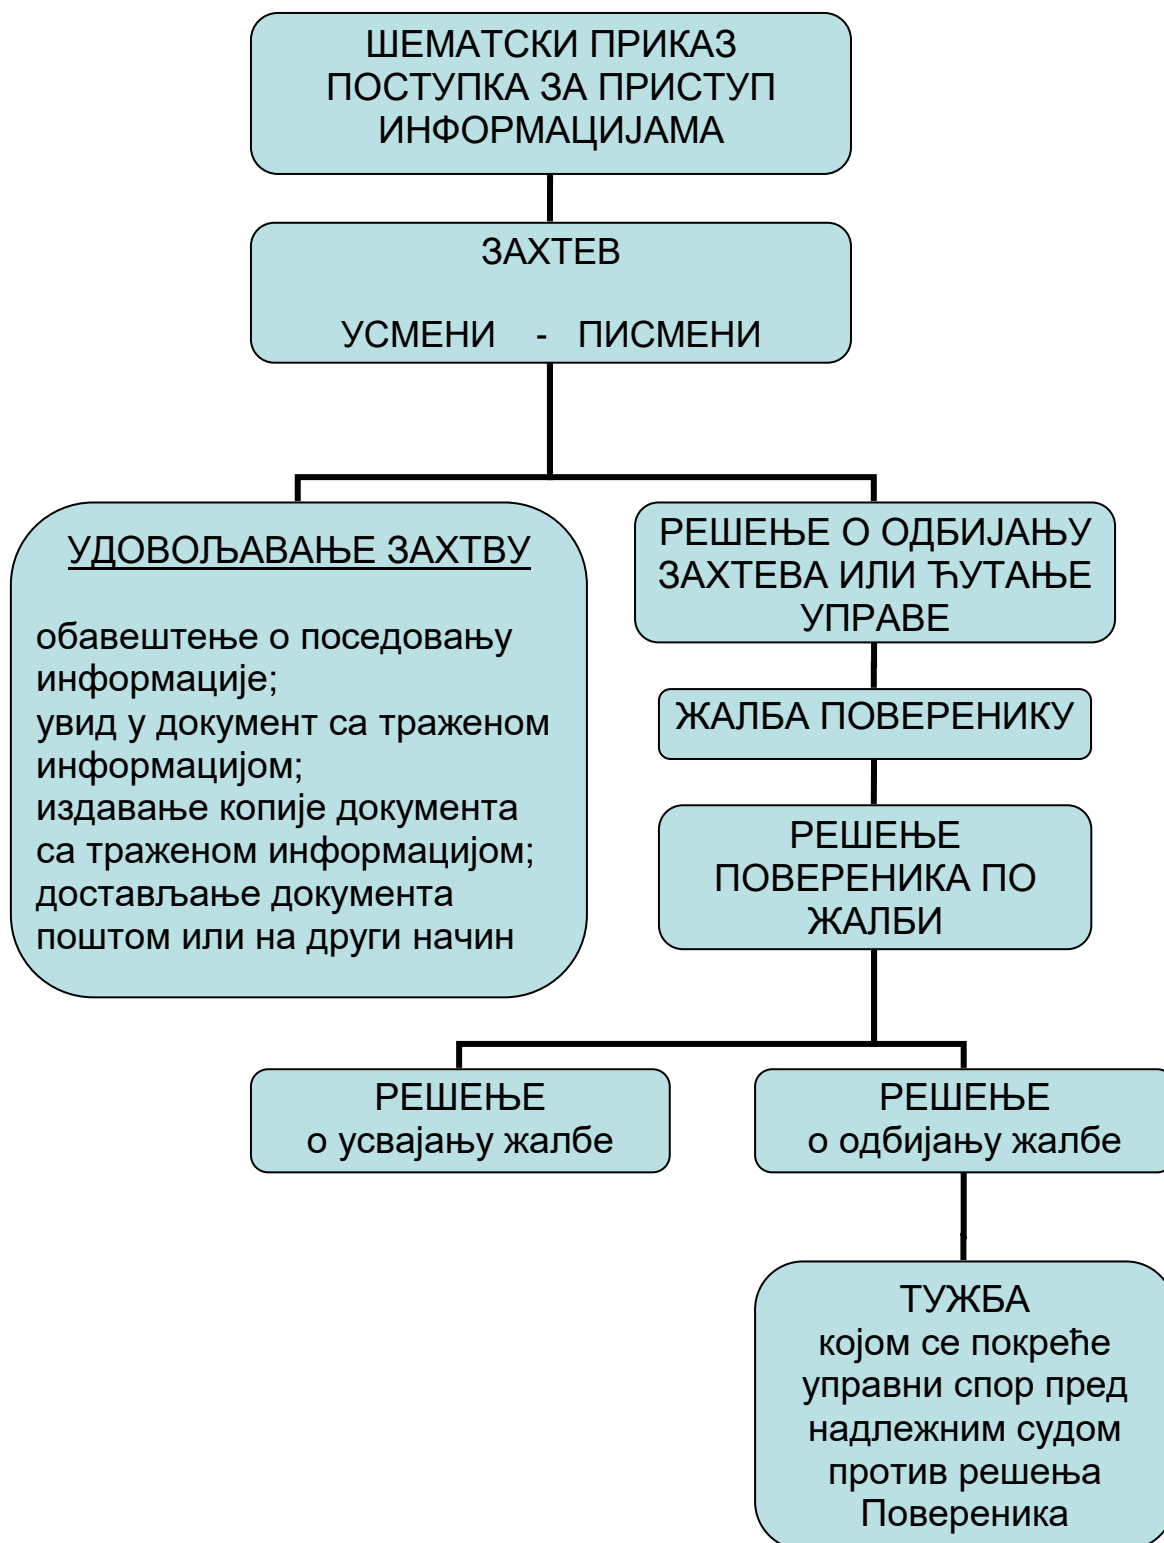 ШЕМАТСКИ ПРИКАЗ
ПОСТУПКА ЗА ПРИСТУП
ИНФОРМАЦИЈАМА
ЗАХТЕВ
УСМЕНИ - ПИСМЕНИ
УДОВОЉАВАЊЕ ЗАХТВУ
обавештење о поседовању
информације;
увид у документ са траженом
информацијом;
издавање копије документа
са траженом информацијом;
достављање документа
поштом или на други начин
РЕШЕЊЕ О ОДБИЈАЊУ
ЗАХТЕВА ИЛИ ЋУТАЊЕ
УПРАВЕ
ЖАЛБА ПОВЕРЕНИКУ
РЕШЕЊЕ
ПОВЕРЕНИКА ПО
ЖАЛБИ
РЕШЕЊЕ
о усвајању жалбе
РЕШЕЊЕ
о одбијању жалбе
ТУЖБА
којом се покреће
управни спор пред
надлежним судом
против решења
Повереника